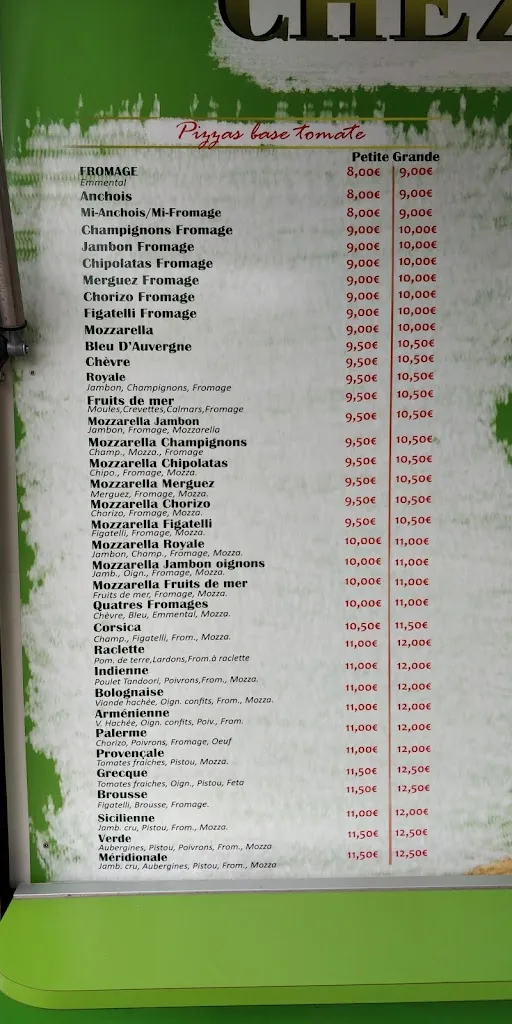 CHEZ
Pizzas base tomate
Petite Grande
FROMAGE 8,00€ 9,00€
Emmental
Anchois 8,00€ 9,00€
Mi-Anchois/Mi-Fromage 8,00€ 9,00€
Champignons Fromage 9,00€ 10,00€
Jambon Fromage 9,00€ 10,00€
Chipolatas Fromage 9,00€ 10,00€
Merguez Fromage 9,00€ 10,00€
Chorizo Fromage 9,00€ 10,00€
Figatelli Fromage 9,00€ 10,00€
Mozzarella 9,00€ 10,00€
Bleu D'Auvergne 9,50€ 10,50€
Chèvre 9,50€ 10,50€
Royale 9,50€ 10,50€
Jambon, Champignons, Fromage
Fruits de mer 9,50€ 10,50€
Moules,Crevettes,Calmars,Fromage
Mozzarella Jambon 9,50€ 10,50€
Jambon, Fromage, Mozzarella
Mozzarella Champignons 9,50€ 10,50€
Champ., Mozza., Fromage
Mozzarella Chipolatas 9,50€ 10,50€
Chipo., Fromage, Mozza.
Mozzarella Merguez 9,50€ 10,50€
Merguez, Fromage, Mozza.
Mozzarella Chorizo 9,50€ 10,50€
Chorizo, Fromage, Mozza.
Mozzarella Figatelli 9,50€ 10,50€
Figatelli, Fromage, Mozza.
Mozzarella Royale 10,00€ 11,00€
Jambon, Champ., Fromage, Mozza.
Mozzarella Jambon oignons 10,00€ 11,00€
Jamb., Oign., Fromage, Mozza.
Mozzarella Fruits de mer 10,00€ 11,00€
Fruits de mer, Fromage, Mozza.
Quatres Fromages 10,00€ 11,00€
Chèvre, Bleu, Emmental, Mozza.
Corsica 10,50€ 11,50€
Champ., Figatelli, From., Mozza.
Raclette 11,00€ 12,00€
Pom. de terre,Lardons,From.à raclette
Indienne 11,00€ 12,00€
Poulet Tandoori, Poivrons,From., Mozza.
Bolognaise 11,00€ 12,00€
Viande hachée, Oign. confits, From., Mozza.
Arménienne 11,00€ 12,00€
V. Hachée, Oign. confits, Poiv., From.
Palerme 11,00€ 12,00€
Chorizo, Poivrons, Fromage, Oeuf
Provençale 11,00€ 12,00€
Tomates fraiches, Pistou, Mozza.
Grecque 11,50€ 12,50€
Tomates fraiches, Oign., Pistou, Feta
Brousse 11,50€ 12,50€
Figatelli, Brousse, Fromage.
Sicilienne 11,00€ 12,00€
Jamb. cru, Pistou, From., Mozza.
Verde 11,50€ 12,50€
Aubergines, Pistou, Poivrons, From., Mozza
Méridionale 11,50€ 12,50€
Jamb. cru, Aubergines, Pistou, From., Mozza